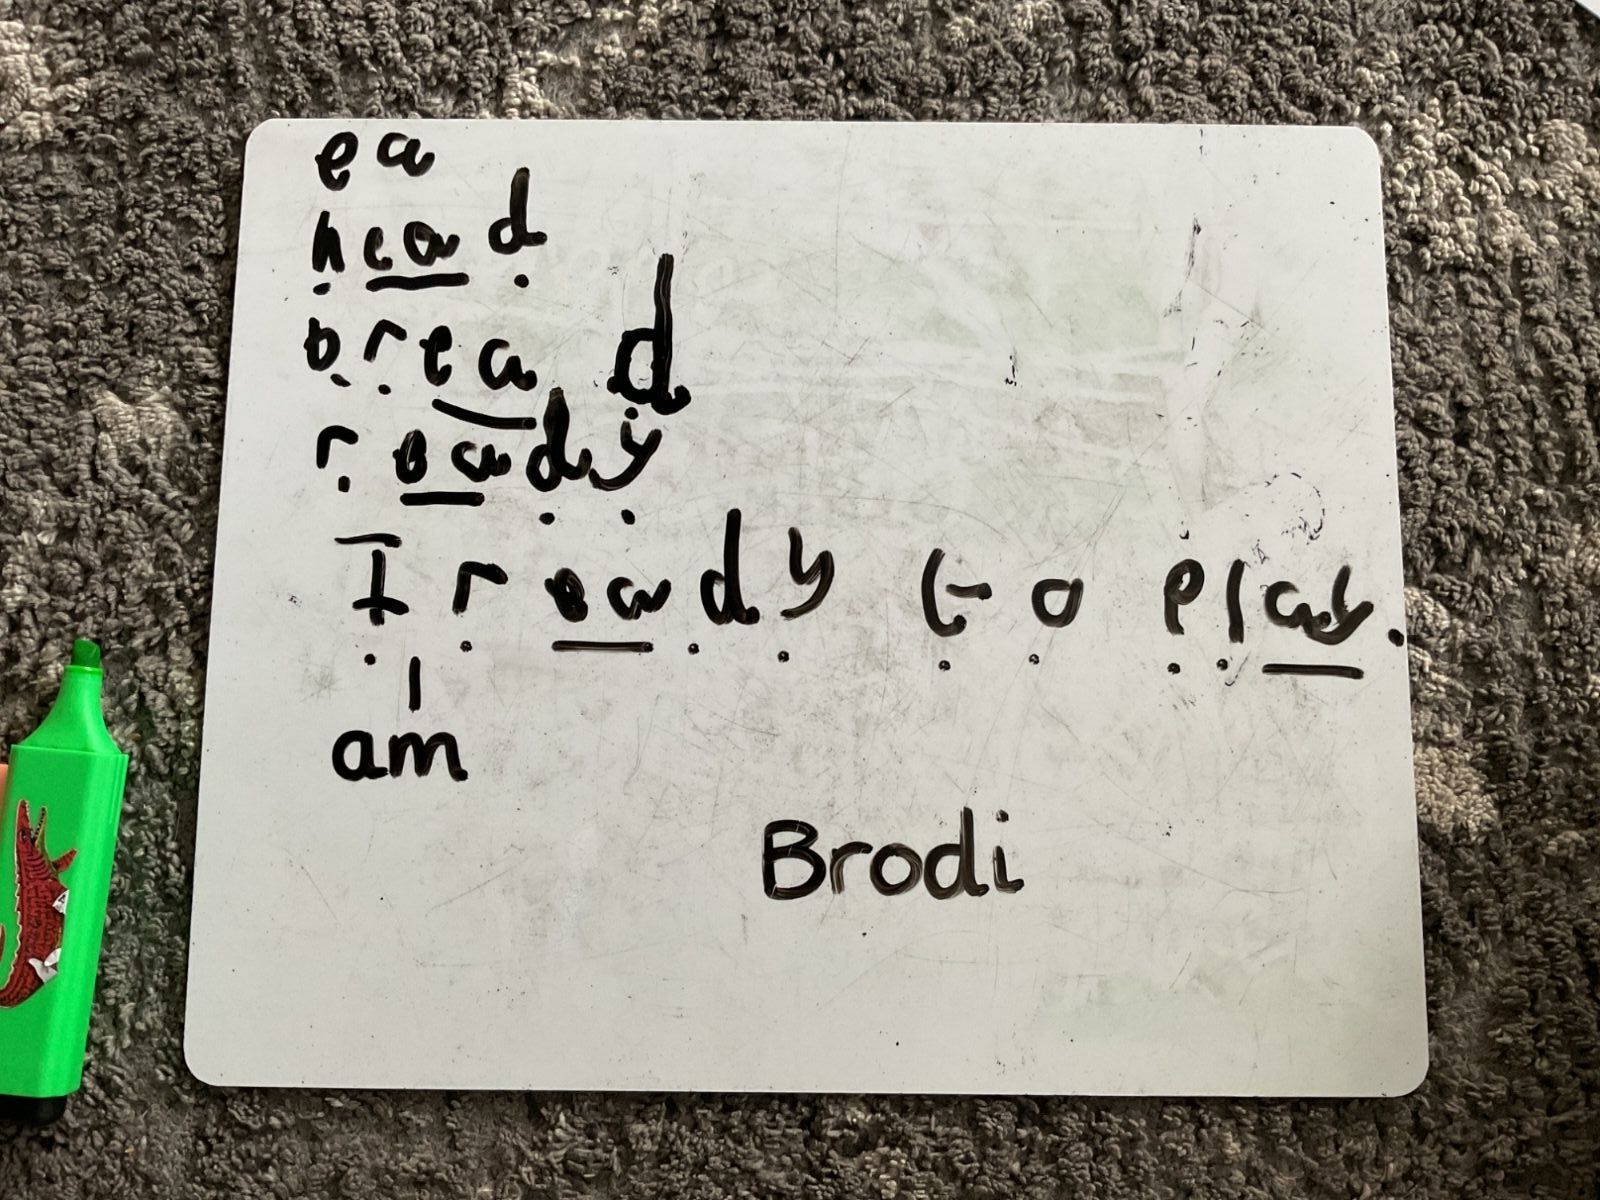 ea
head
bread
ready
I ready to play.
am
Brodi